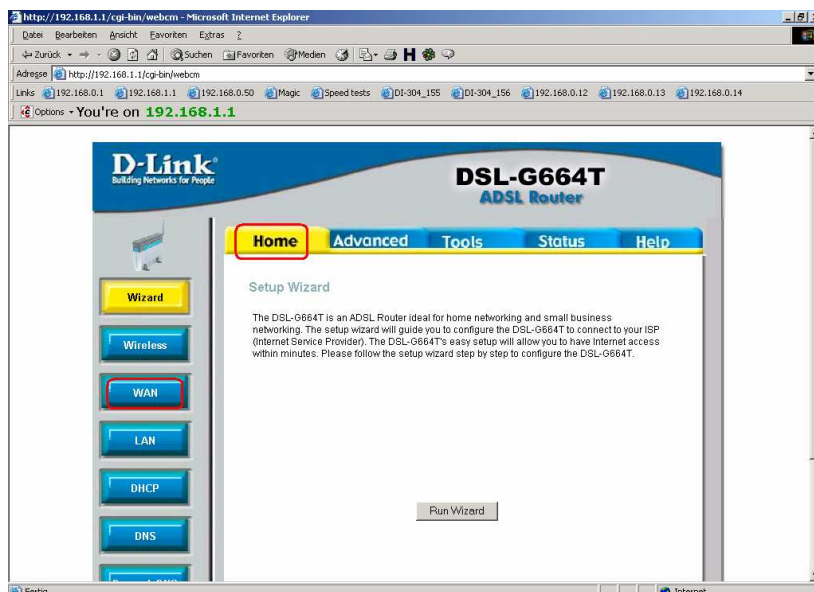 http://192.168.1.1/cgi-bin/webcm - Microsoft Internet Explorer
Datei Bearbeiten Ansicht Favoriten Extras ?
Zurück Suchen Favoriten Medien
Adresse http://192.168.1.1/cgi-bin/webcm
Links 192.168.0.1 192.168.1.1 192.168.0.50 Magic Speed tests DI-304_155 DI-304_156 192.168.0.12 192.168.0.13 192.168.0.14
Options You're on 192.168.1.1
D-Link
Building Networks for People
DSL-G664T
ADSL Router
Home Advanced Tools Status Help
Wizard
Wireless
WAN
LAN
DHCP
DNS
Setup Wizard
The DSL-G664T is an ADSL Router ideal for home networking and small business
networking. The setup wizard will guide you to configure the DSL-G664T to connect to your ISP
(Internet Service Provider). The DSL-G664T's easy setup will allow you to have Internet access
within minutes. Please follow the setup wizard step by step to configure the DSL-G664T.
Run Wizard
Fertig
Internet